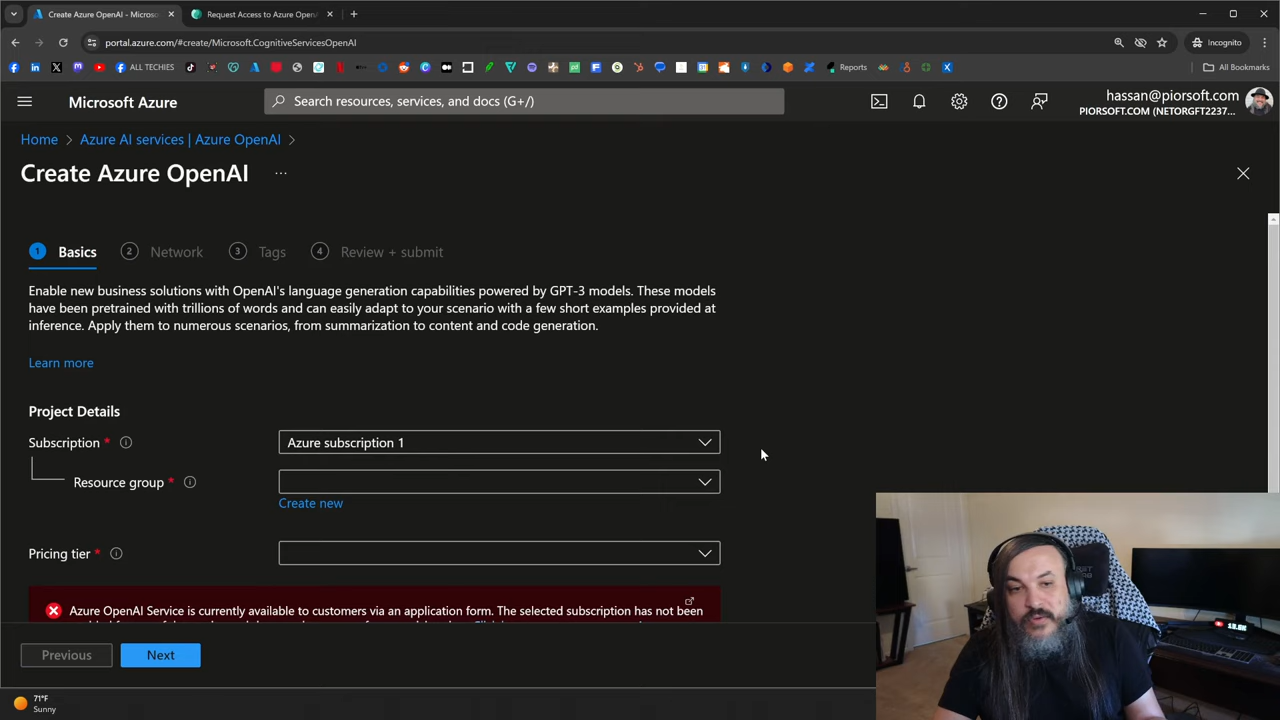 Create Azure OpenAI - Microso
Request Access to Azure OpenA
portal.azure.com/#create/Microsoft.CognitiveServicesOpenAI
Incognito
ALL TECHIES
Reports
All Bookmarks
Microsoft Azure
Search resources, services, and docs (G+/)
hassan@piorsoft.com
PIORSOFT.COM (NETORGFT2237...
Home > Azure AI services | Azure OpenAI >
Create Azure OpenAI ...
1 Basics
2 Network
3 Tags
4 Review + submit
Enable new business solutions with OpenAI's language generation capabilities powered by GPT-3 models. These models
have been pretrained with trillions of words and can easily adapt to your scenario with a few short examples provided at
inference. Apply them to numerous scenarios, from summarization to content and code generation.
Learn more
Project Details
Subscription *
Azure subscription 1
Resource group *
Create new
Pricing tier *
Azure OpenAI Service is currently available to customers via an application form. The selected subscription has not been
Previous
Next
71°F
Sunny